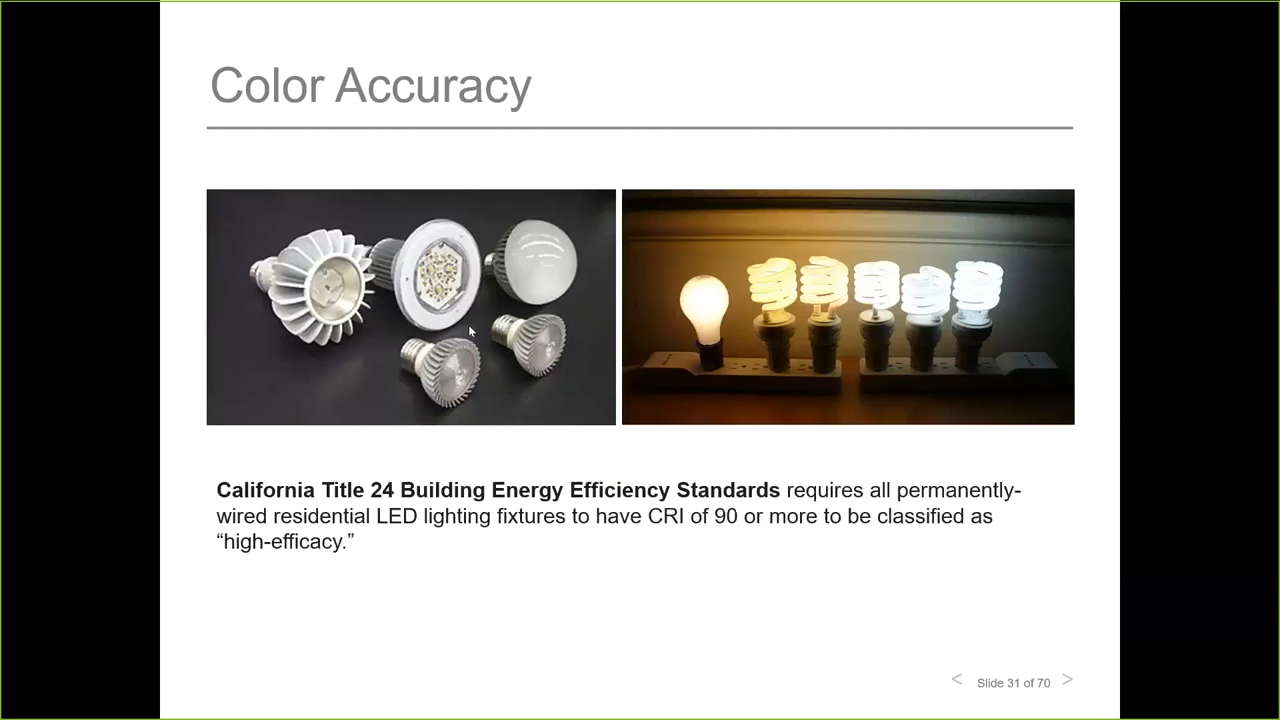 Color Accuracy
California Title 24 Building Energy Efficiency Standards requires all permanently-
wired residential LED lighting fixtures to have CRI of 90 or more to be classified as
“high-efficacy.”
< Slide 31 of 70 >